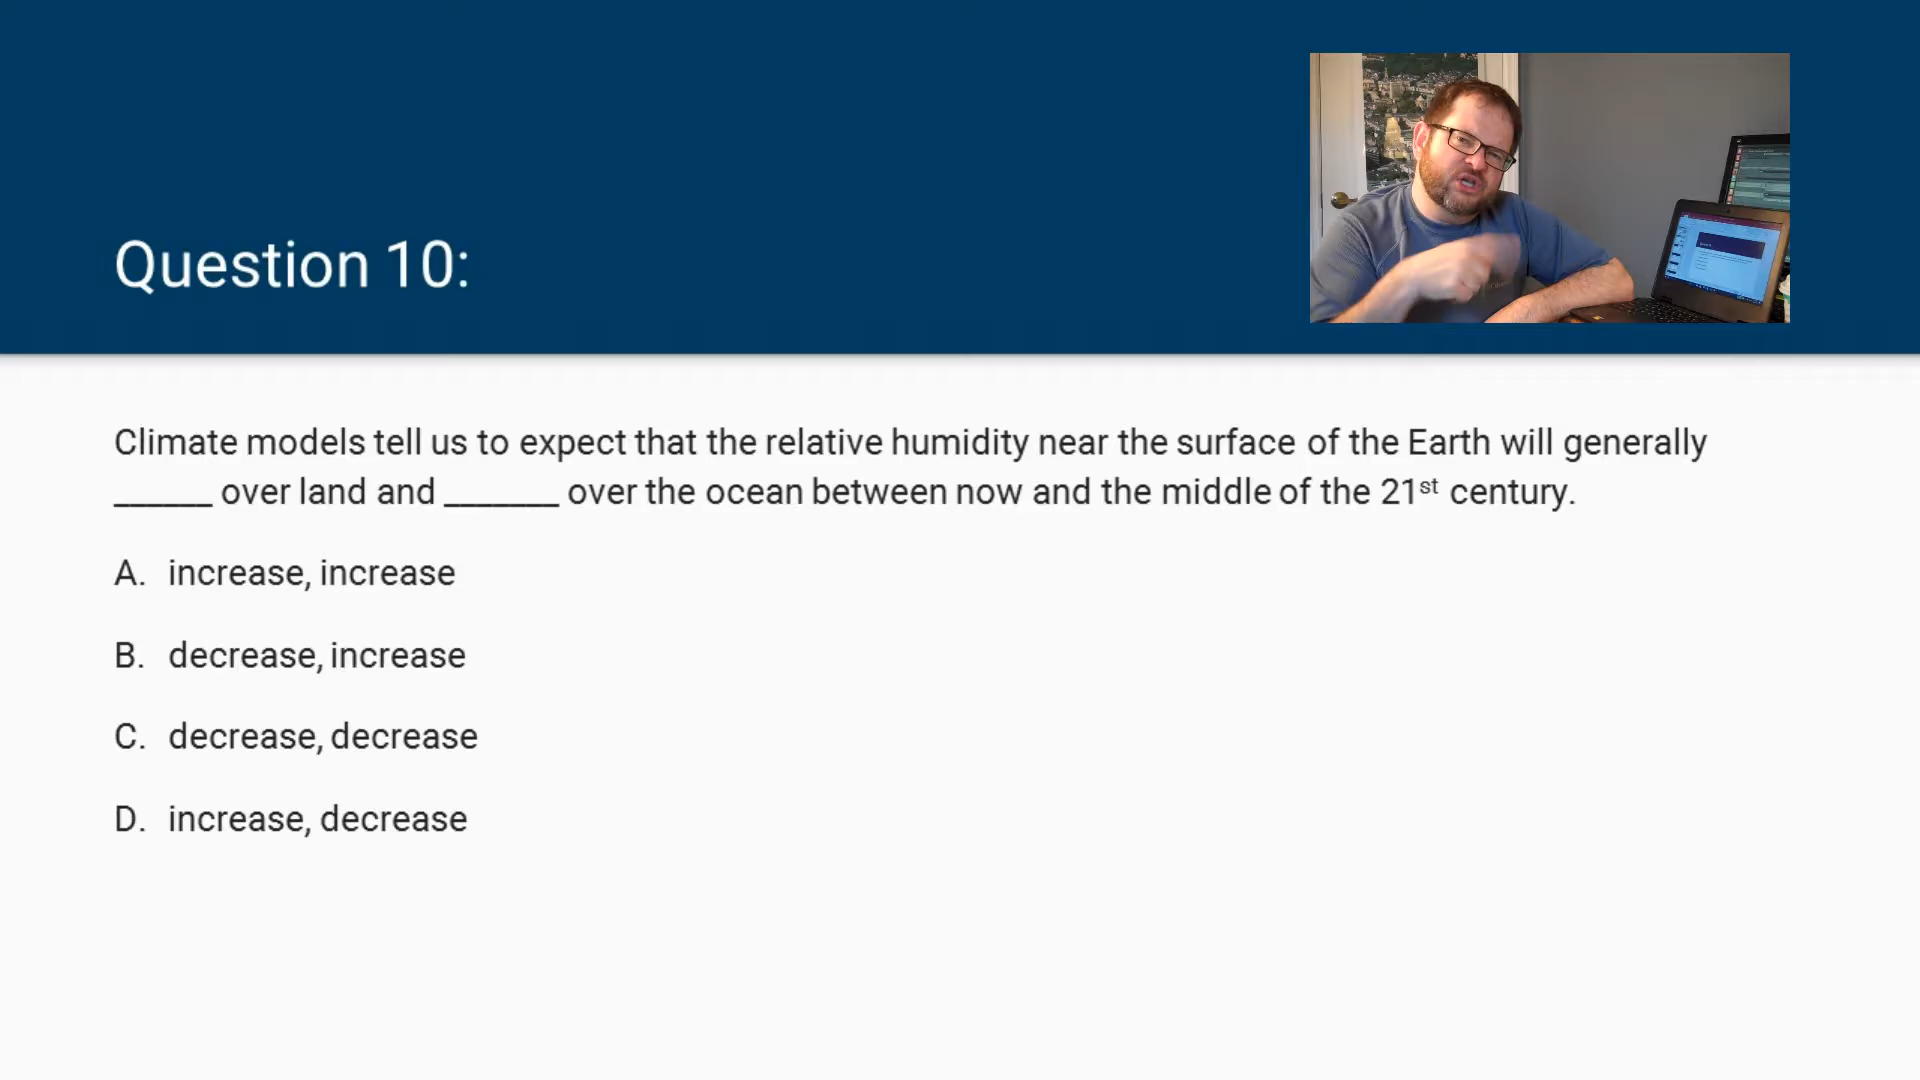 Question 10:
Climate models tell us to expect that the relative humidity near the surface of the Earth will generally
______ over land and _______ over the ocean between now and the middle of the 21st century.
A. increase, increase
B. decrease, increase
C. decrease, decrease
D. increase, decrease